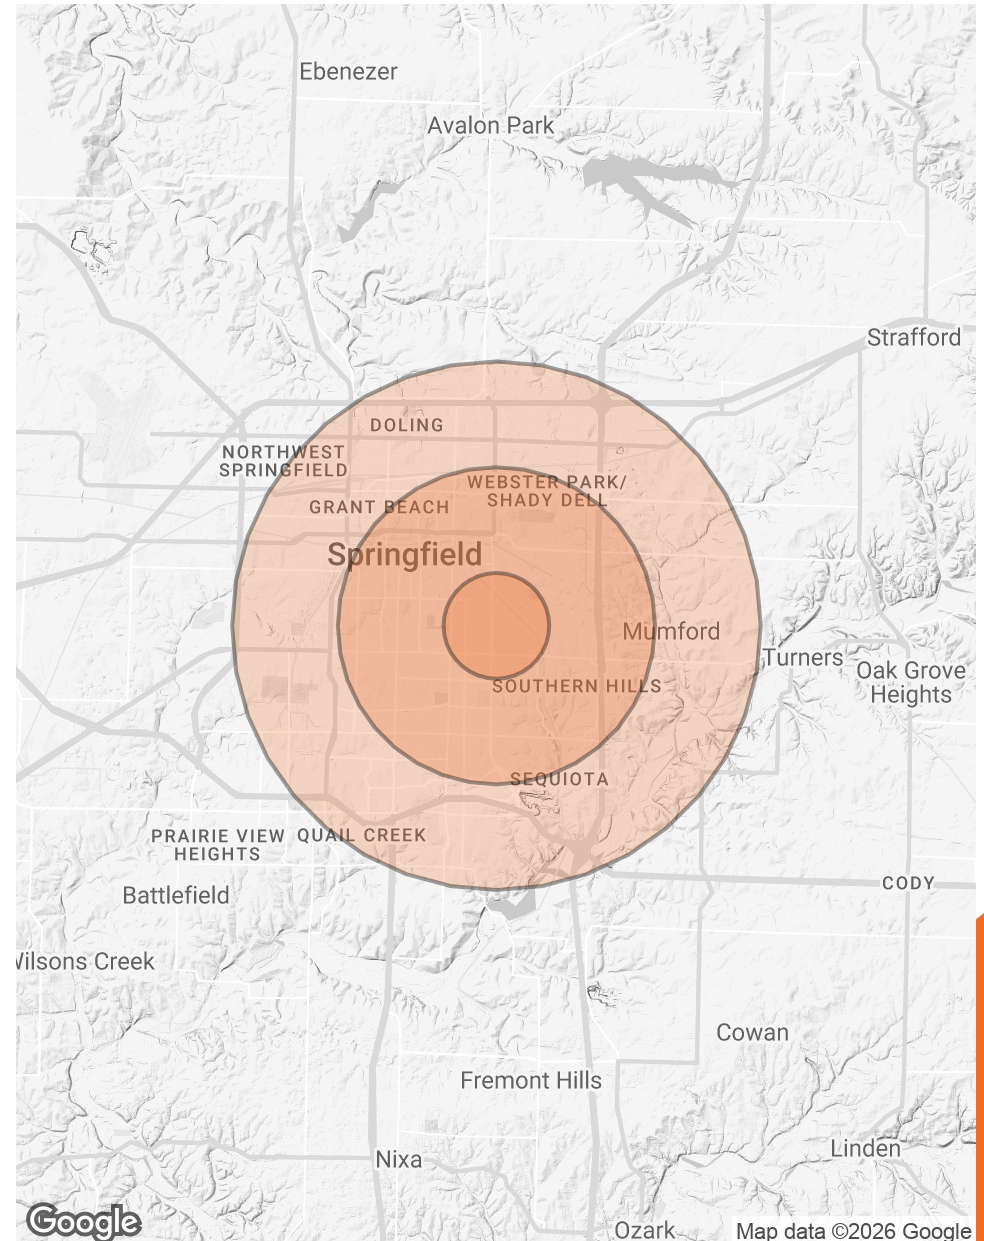 Ebenezer
Avalon Park
Strafford
DOLING
NORTHWEST
SPRINGFIELD
WEBSTER PARK/
SHADY DELL
GRANT BEACH
Springfield
Mumford
Turners
Oak Grove
Heights
SOUTHERN HILLS
SEQUIOTA
PRAIRIE VIEW
HEIGHTS
QUAIL CREEK
CODY
Battlefield
Wilsons Creek
Cowan
Fremont Hills
Linden
Nixa
Ozark
Google
Map data ©2026 Google